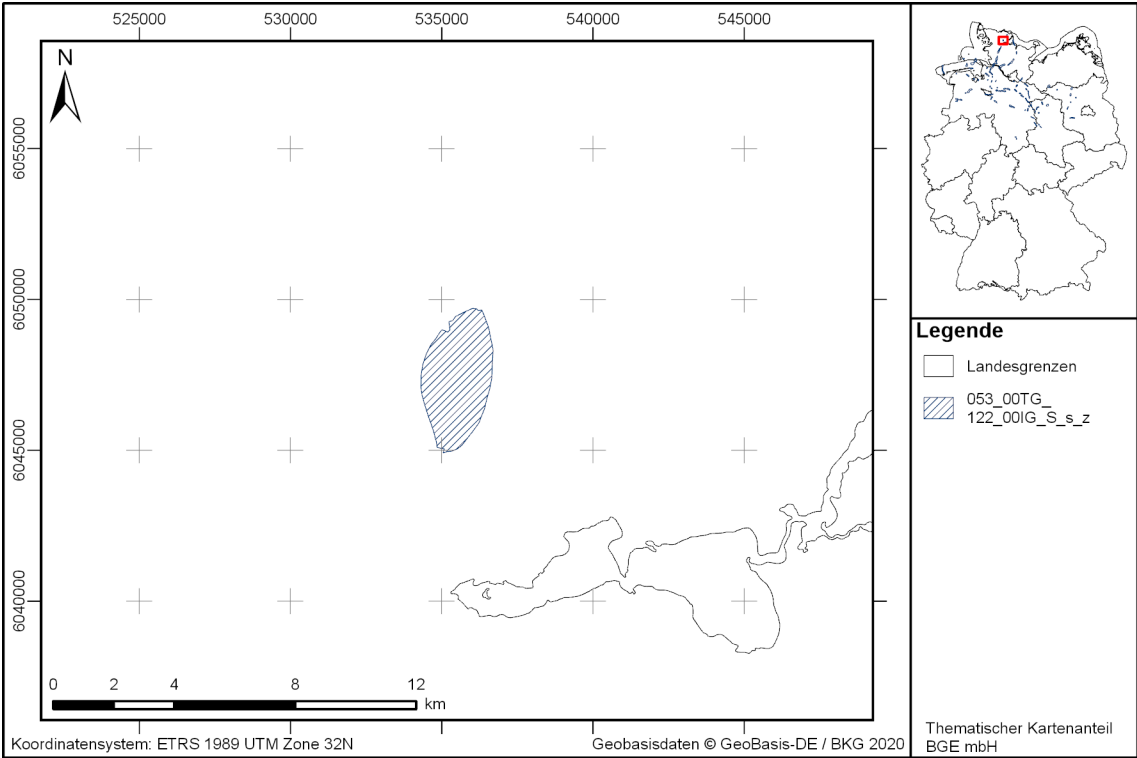 525000 530000 535000 540000 545000
N
6055000
6050000
6045000
6040000
0 2 4 8 12
km
Koordinatensystem: ETRS 1989 UTM Zone 32N
Geobasisdaten © GeoBasis-DE / BKG 2020
Legende
Landesgrenzen
053_00TG_
122_00IG_S_s_z
Thematischer Kartenanteil
BGE mbH